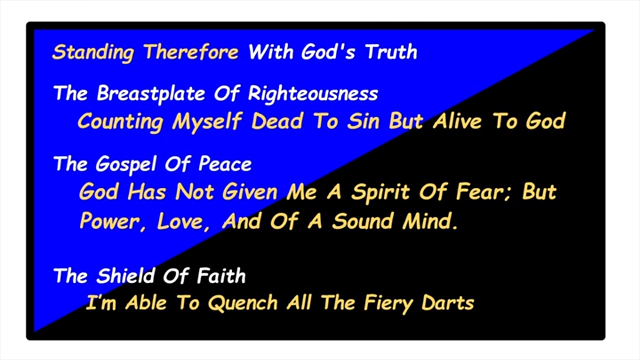 Standing Therefore With God's Truth
The Breastplate Of Righteousness
Counting Myself Dead To Sin But Alive To God
The Gospel Of Peace
God Has Not Given Me A Spirit Of Fear; But
Power, Love, And Of A Sound Mind.
The Shield Of Faith
I’m Able To Quench All The Fiery Darts